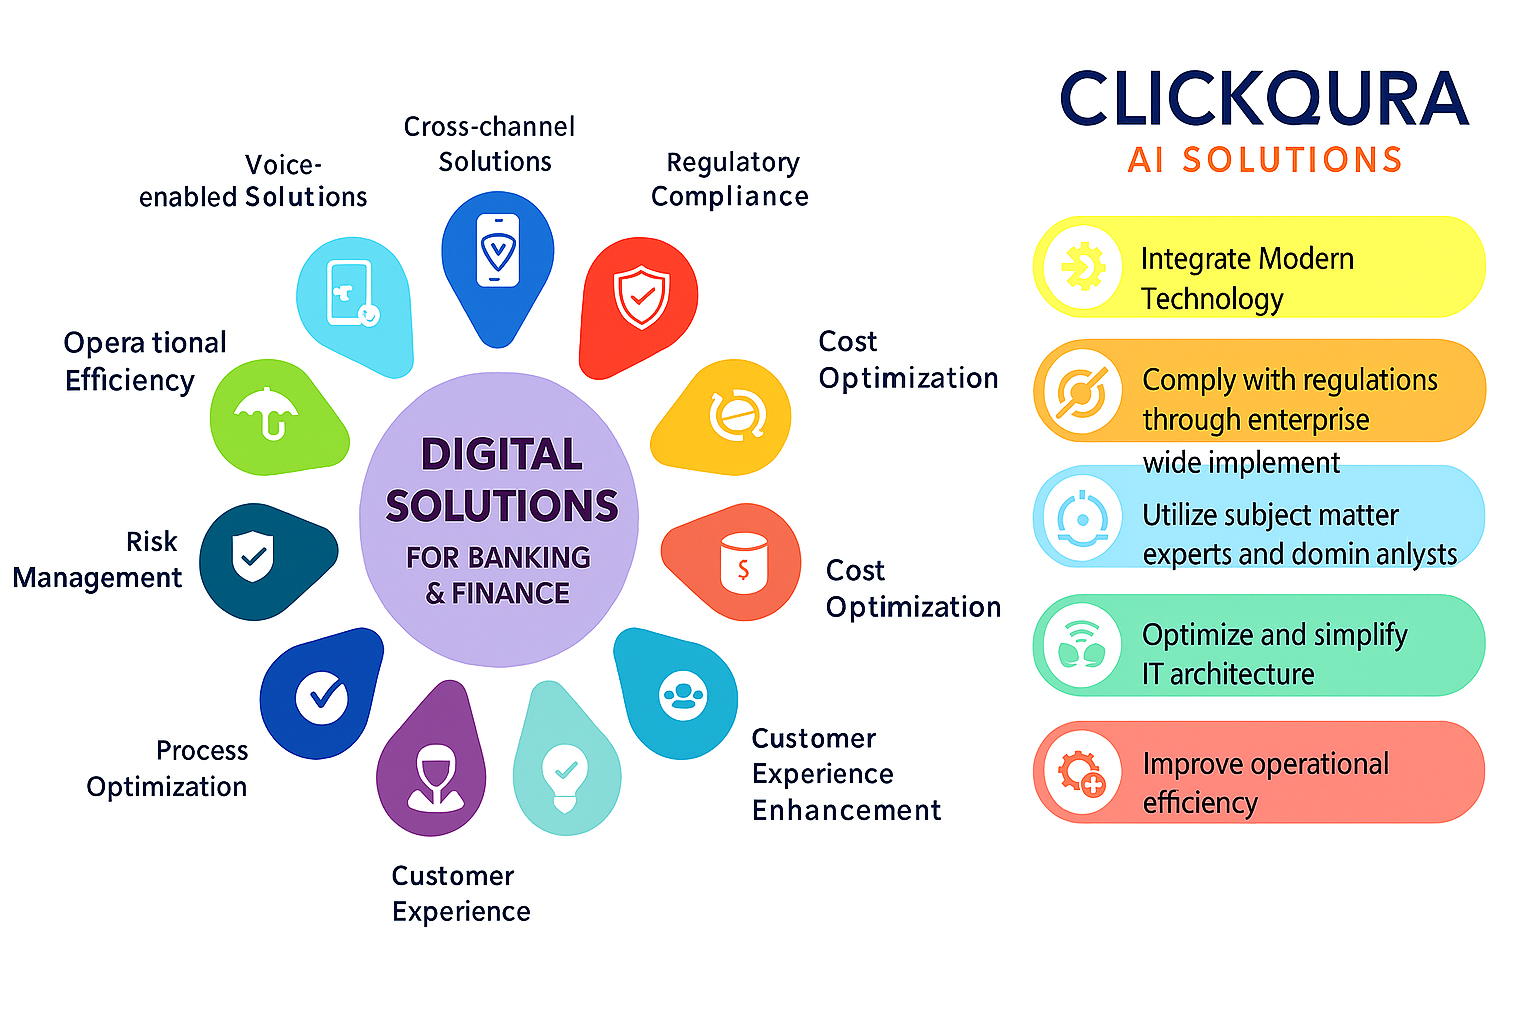 CLICKQURA
AI SOLUTIONS
Cross-channel
Solutions
Voice-
enabled Solutions
Regulatory
Compliance
Opera tional
Efficiency
Cost
Optimization
Risk
Management
Cost
Optimization
Process
Optimization
Customer
Experience
Enhancement
Customer
Experience
DIGITAL
SOLUTIONS
FOR BANKING
& FINANCE
$
Integrate Modern
Technology
Comply with regulations
through enterprise
wide implement
Utilize subject matter
experts and domin anlysts
Optimize and simplify
IT architecture
Improve operational
efficiency